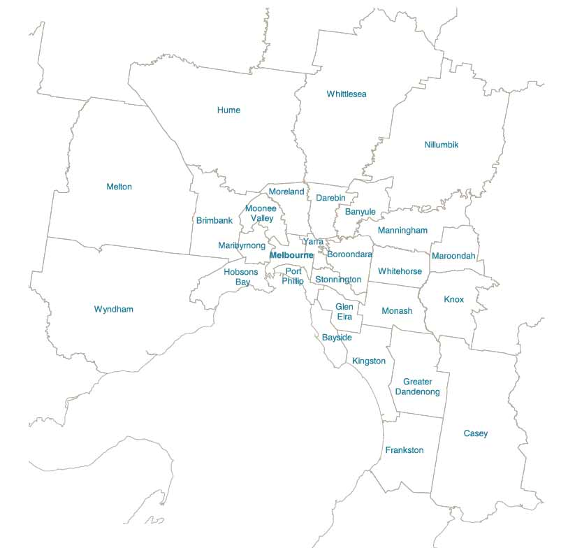 Whittlesea
Hume
Nillumbik
Melton
Moreland
Darebin
Moonee
Valley
Banyule
Brimbank
Manningham
Yarra
Maribyrnong
Melbourne
Boroondara
Maroondah
Whitehorse
Hobsons
Bay
Port
Phillip
Stonnington
Knox
Wyndham
Glen
Eira
Monash
Bayside
Kingston
Greater
Dandenong
Casey
Frankston